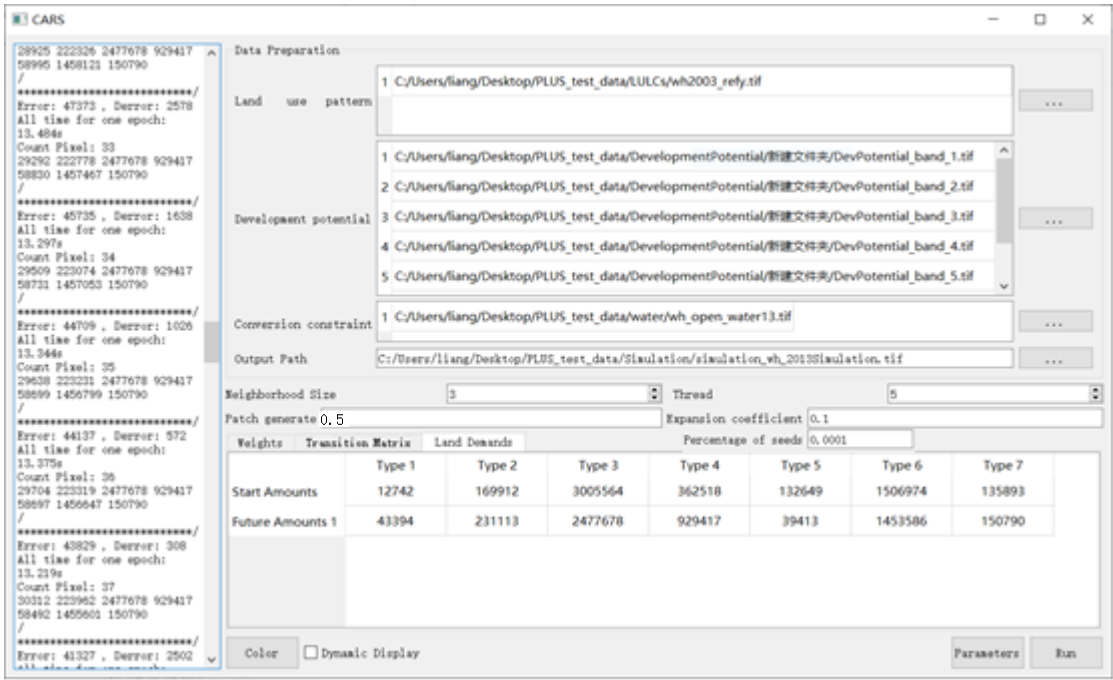 CARS
28925 222326 2477678 929417
58995 1458121 150790
/
****************************/
Error: 47373 , Derror: 2578
All time for one epoch:
13.484s
Count Pixel: 33
29292 222778 2477678 929417
58830 1457467 150790
/
****************************/
Error: 45735 , Derror: 1638
All time for one epoch:
13.297s
Count Pixel: 34
29509 223074 2477678 929417
58731 1457053 150790
/
****************************/
Error: 44709 , Derror: 1026
All time for one epoch:
13.344s
Count Pixel: 35
29638 223231 2477678 929417
58699 1456799 150790
/
****************************/
Error: 44137 , Derror: 572
All time for one epoch:
13.375s
Count Pixel: 36
29704 223319 2477678 929417
58697 1456647 150790
/
****************************/
Error: 43829 , Derror: 308
All time for one epoch:
13.219s
Count Pixel: 37
30312 223962 2477678 929417
58492 1455601 150790
/
****************************/
Error: 41327 , Derror: 2502
All time for one epoch:
Data Preparation
Land use pattern
1 C:/Users/liang/Desktop/PLUS_test_data/LULCs/wh2003_refy.tif
...
Development potential
1 C:/Users/liang/Desktop/PLUS_test_data/DevelopmentPotential/新建文件夹/DevPotential_band_1.tif
2 C:/Users/liang/Desktop/PLUS_test_data/DevelopmentPotential/新建文件夹/DevPotential_band_2.tif
3 C:/Users/liang/Desktop/PLUS_test_data/DevelopmentPotential/新建文件夹/DevPotential_band_3.tif
4 C:/Users/liang/Desktop/PLUS_test_data/DevelopmentPotential/新建文件夹/DevPotential_band_4.tif
5 C:/Users/liang/Desktop/PLUS_test_data/DevelopmentPotential/新建文件夹/DevPotential_band_5.tif
...
Conversion constraint
1 C:/Users/liang/Desktop/PLUS_test_data/water/wh_open_water13.tif
...
Output Path C:/Users/liang/Desktop/PLUS_test_data/Simulation/simulation_wh_2013Simulation.tif ...
Neighborhood Size 3 Thread 5
Patch generate 0.5 Expansion coefficient 0.1
Weights Transition Matrix Land Demands Percentage of seeds 0.0001
Type 1 Type 2 Type 3 Type 4 Type 5 Type 6 Type 7
Start Amounts 12742 169912 3005564 362518 132649 1506974 135893
Future Amounts 1 43394 231113 2477678 929417 39413 1453586 150790
Color Dynamic Display Parameters Run